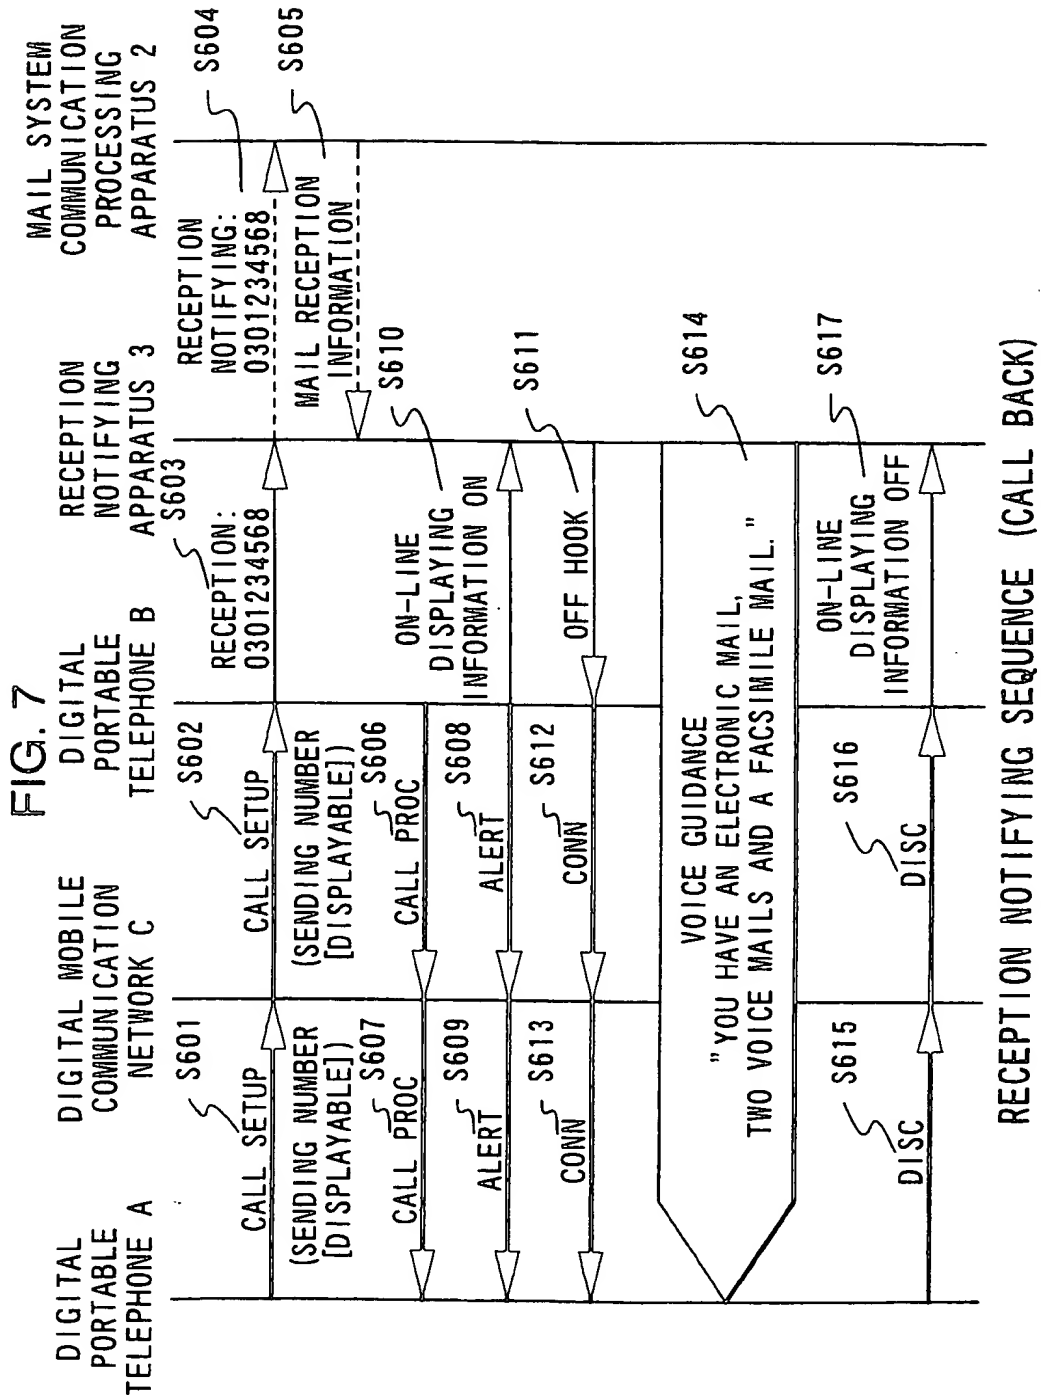 FIG. 7
DIGITAL
PORTABLE
TELEPHONE A
DIGITAL MOBILE
COMMUNICATION
NETWORK C
DIGITAL
PORTABLE
TELEPHONE B
RECEPTION
NOTIFYING
APPARATUS 3
MAIL SYSTEM
COMMUNICATION
PROCESSING
APPARATUS 2
S601
CALL SETUP
(SENDING NUMBER
[DISPLAYABLE])
S602
CALL SETUP
(SENDING NUMBER
[DISPLAYABLE])
S603
RECEPTION:
0301234568
S604
RECEPTION
NOTIFYING:
0301234568
S605
MAIL RECEPTION
INFORMATION
S607
CALL PROC
S606
CALL PROC
S609
ALERT
S608
ALERT
S610
ON-LINE
DISPLAYING
INFORMATION ON
S613
CONN
S612
CONN
S611
OFF HOOK
S614
VOICE GUIDANCE
"YOU HAVE AN ELECTRONIC MAIL,
TWO VOICE MAILS AND A FACSIMILE MAIL."
S615
DISC
S616
DISC
S617
ON-LINE
DISPLAYING
INFORMATION OFF
RECEPTION NOTIFYING SEQUENCE (CALL BACK)